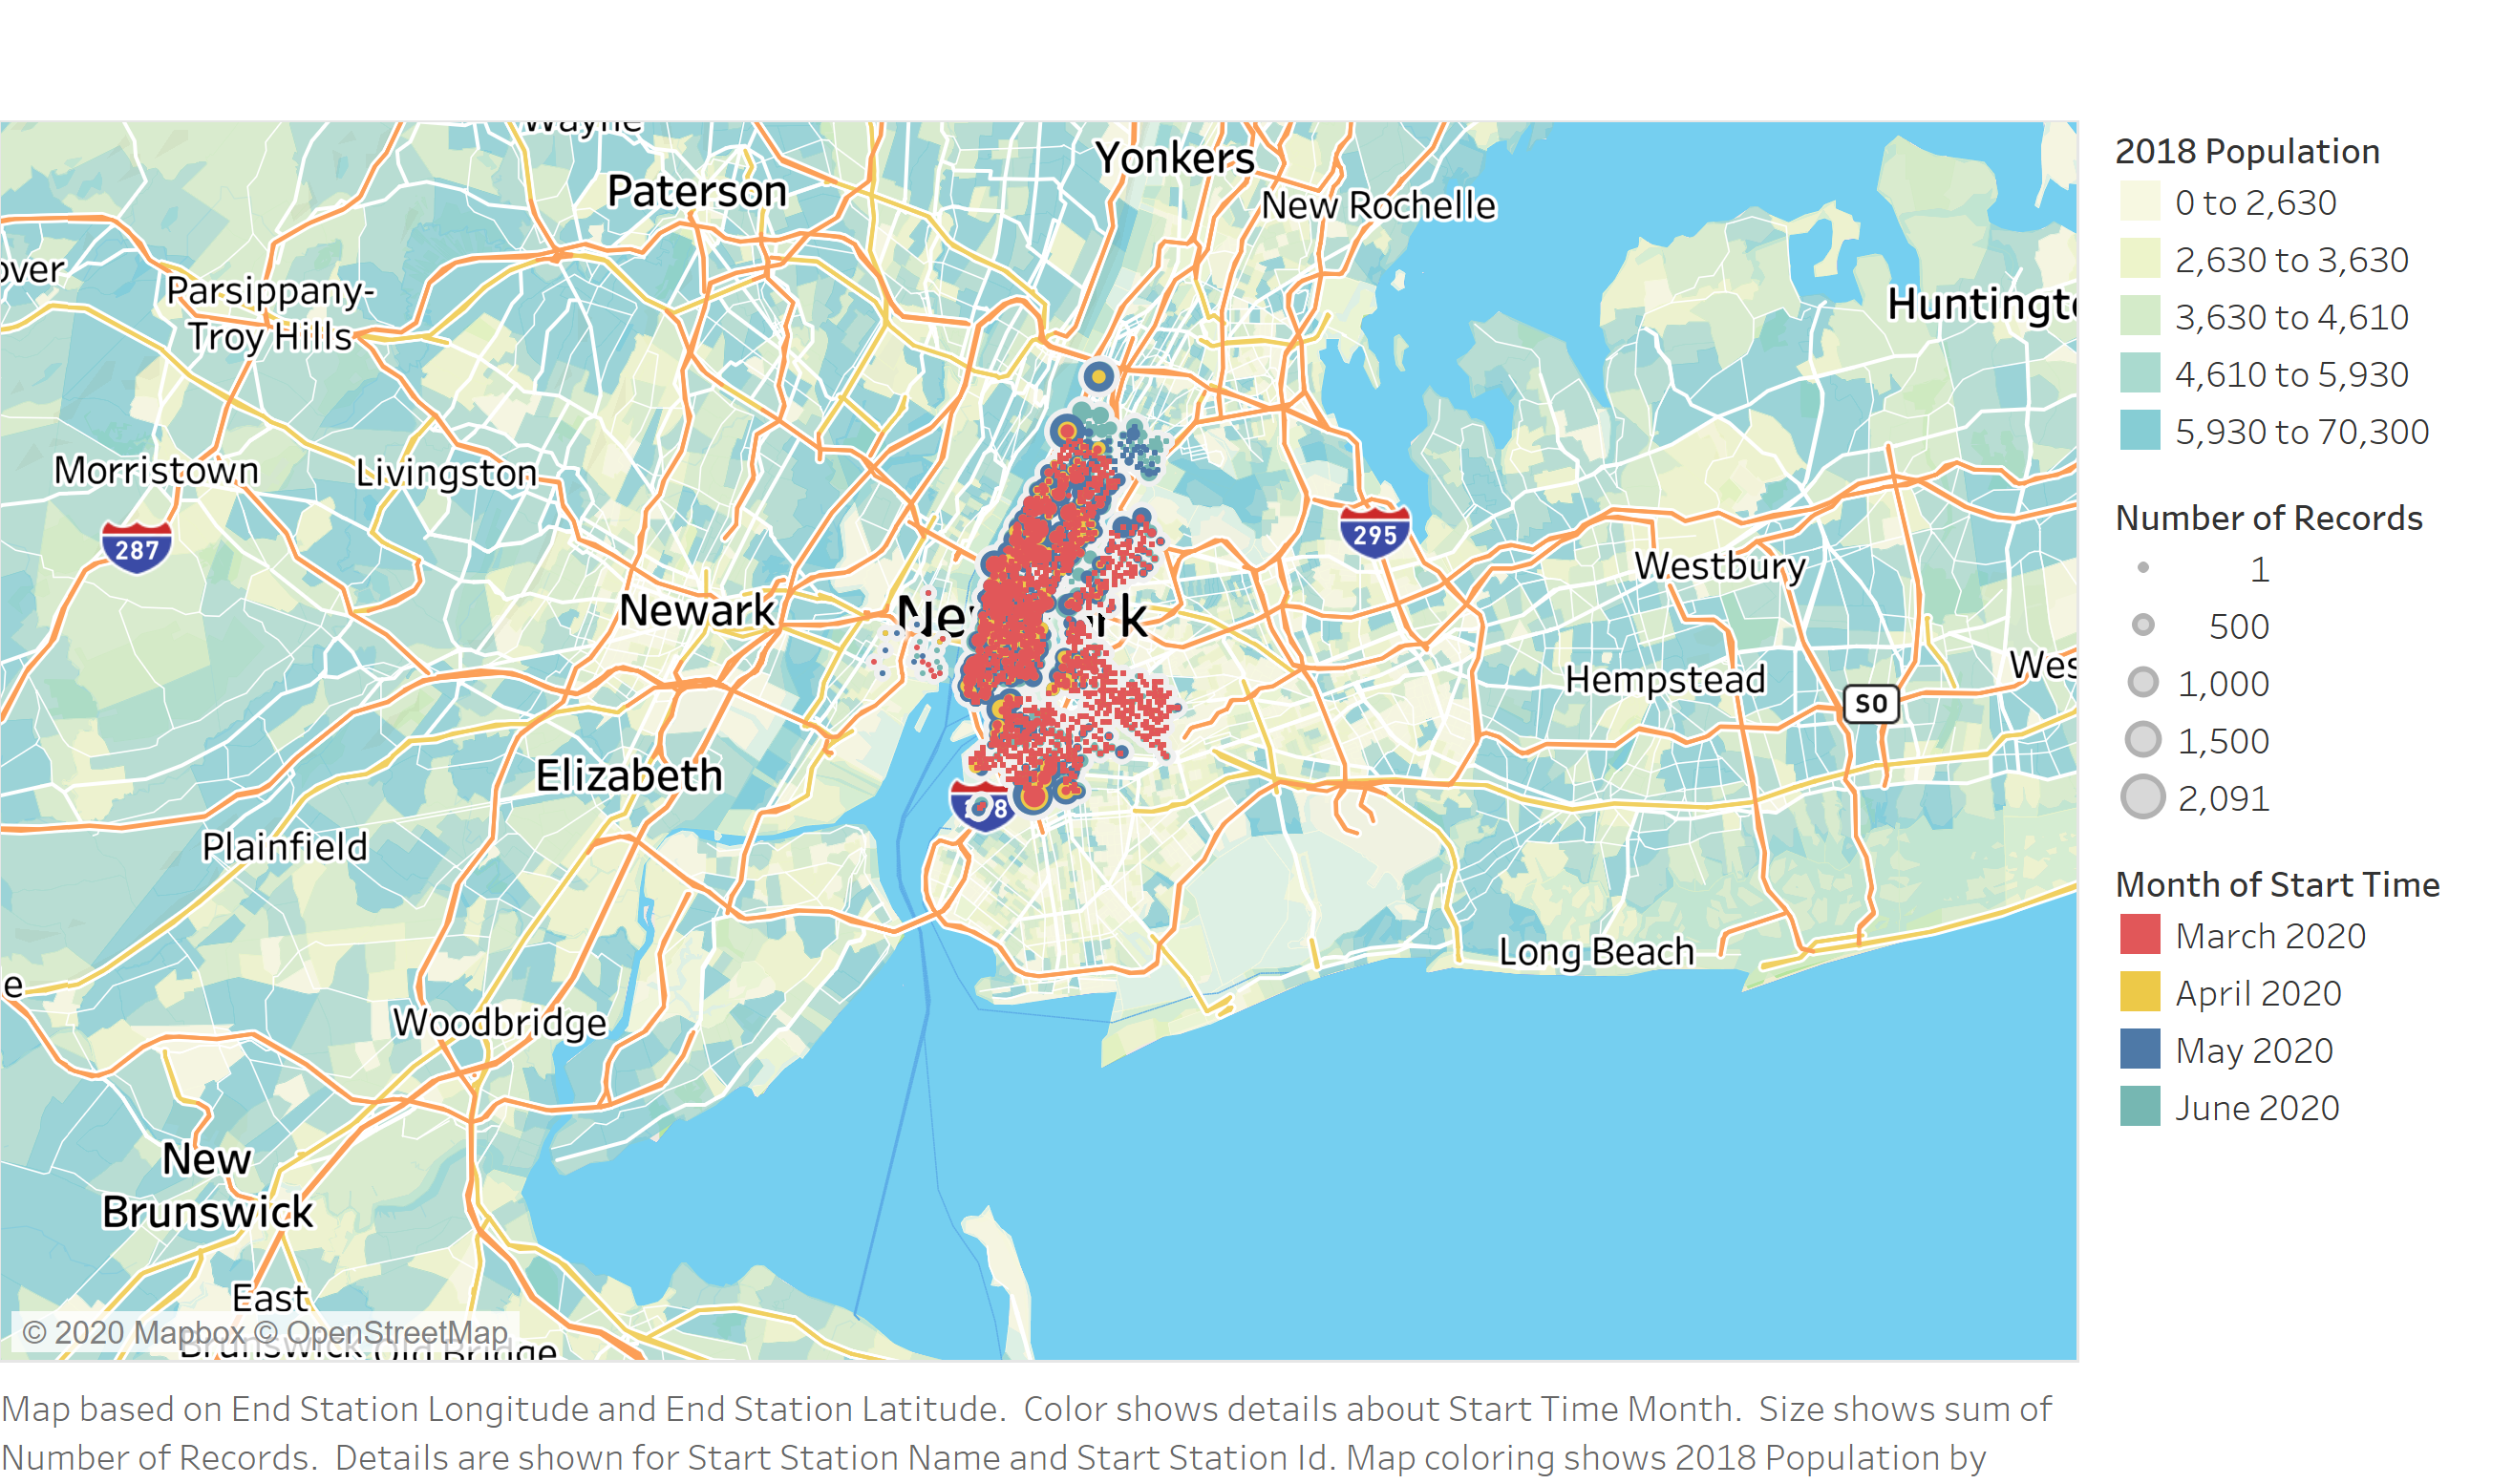 Wayne
Yonkers
Paterson
New Rochelle
over
Parsippany-
Troy Hills
Huntingto
287
Morristown
Livingston
295
Westbury
Newark
Hempstead
Wes
SO
Elizabeth
Plainfield
Long Beach
e
Woodbridge
New
Brunswick
East
Brunswick Old Bridge
© 2020 Mapbox © OpenStreetMap
2018 Population
0 to 2,630
2,630 to 3,630
3,630 to 4,610
4,610 to 5,930
5,930 to 70,300
Number of Records
1
500
1,000
1,500
2,091
Month of Start Time
March 2020
April 2020
May 2020
June 2020
Map based on End Station Longitude and End Station Latitude. Color shows details about Start Time Month. Size shows sum of
Number of Records. Details are shown for Start Station Name and Start Station Id. Map coloring shows 2018 Population by